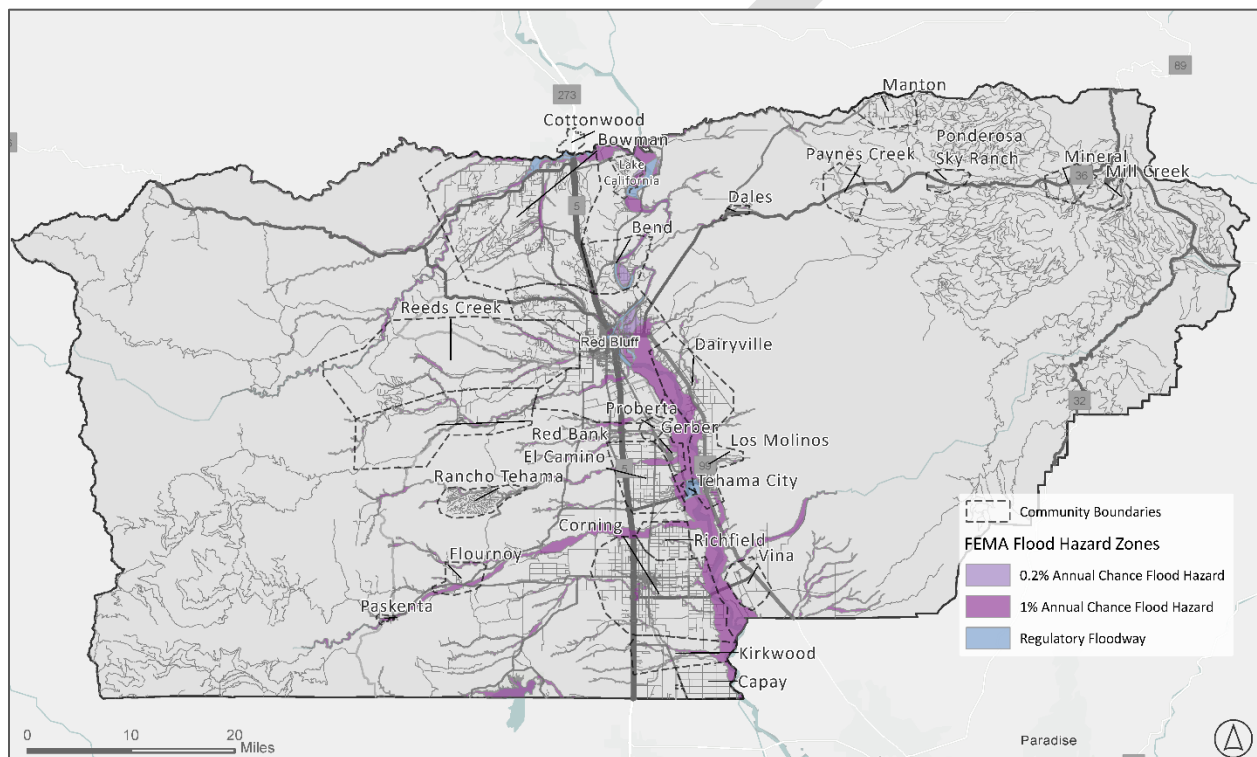 89
273
Manton
Cottonwood
Bowman
Ponderosa
Sky Ranch
Paynes Creek
Mineral
36
Mill Creek
Lake
California
Dales
5
Bend
Reeds Creek
Red Bluff
Dairyville
32
Proberta
Gerber
Red Bank
Los Molinos
El Camino
5
99
Tehama City
Rancho Tehama
Corning
Richfield
Flournoy
Vina
Paskenta
Kirkwood
Capay
Community Boundaries
FEMA Flood Hazard Zones
0.2% Annual Chance Flood Hazard
1% Annual Chance Flood Hazard
Regulatory Floodway
0 10 20
Miles
Paradise